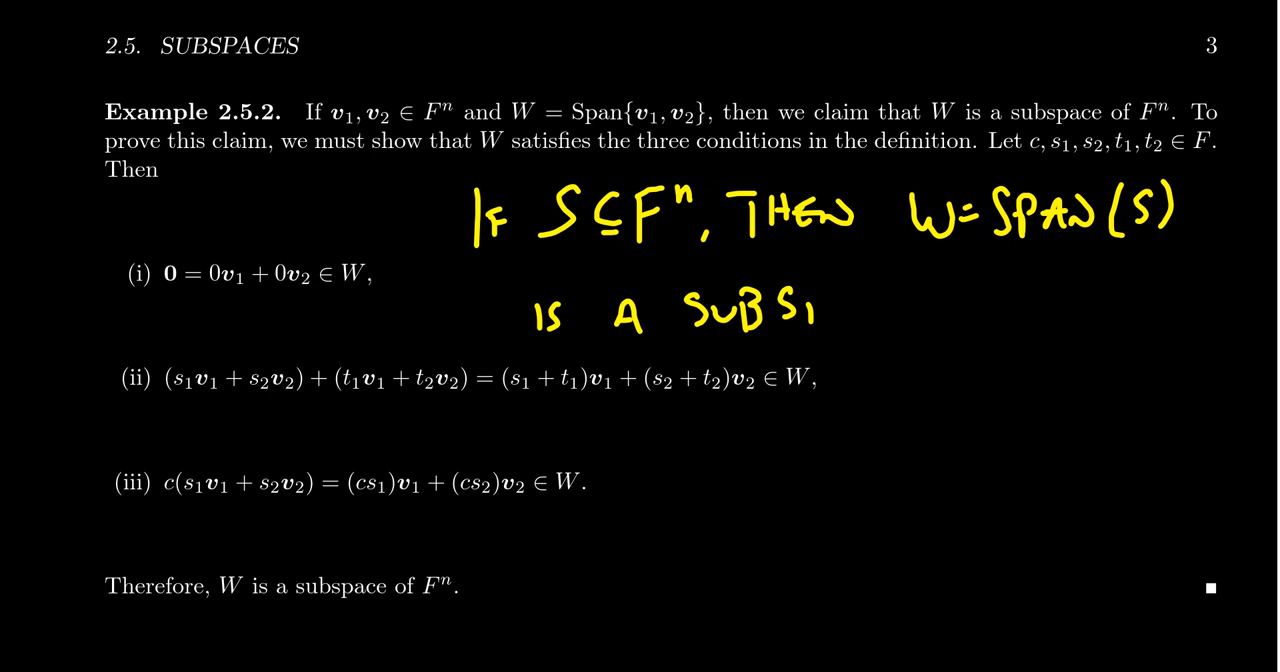 2.5. SUBSPACES 3
Example 2.5.2. If v₁, v₂ ∈ Fⁿ and W = Span{v₁, v₂}, then we claim that W is a subspace of Fⁿ. To
prove this claim, we must show that W satisfies the three conditions in the definition. Let c, s₁, s₂, t₁, t₂ ∈ F.
Then
IF S ⊆ Fⁿ, THEN W = SPAN(S)
(i) 0 = 0v₁ + 0v₂ ∈ W,
IS A SUBSI
(ii) (s₁v₁ + s₂v₂) + (t₁v₁ + t₂v₂) = (s₁ + t₁)v₁ + (s₂ + t₂)v₂ ∈ W,
(iii) c(s₁v₁ + s₂v₂) = (cs₁)v₁ + (cs₂)v₂ ∈ W.
Therefore, W is a subspace of Fⁿ. ■